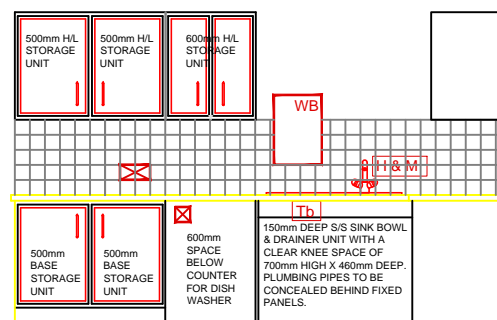 500mm H/L
STORAGE
UNIT
500mm H/L
STORAGE
UNIT
600mm H/L
STORAGE
UNIT
WB
H & M
Tb
500mm
BASE
STORAGE
UNIT
500mm
BASE
STORAGE
UNIT
600mm
SPACE
BELOW
COUNTER
FOR DISH
WASHER
150mm DEEP S/S SINK BOWL
& DRAINER UNIT WITH A
CLEAR KNEE SPACE OF
700mm HIGH X 460mm DEEP.
PLUMBING PIPES TO BE
CONCEALED BEHIND FIXED
PANELS.